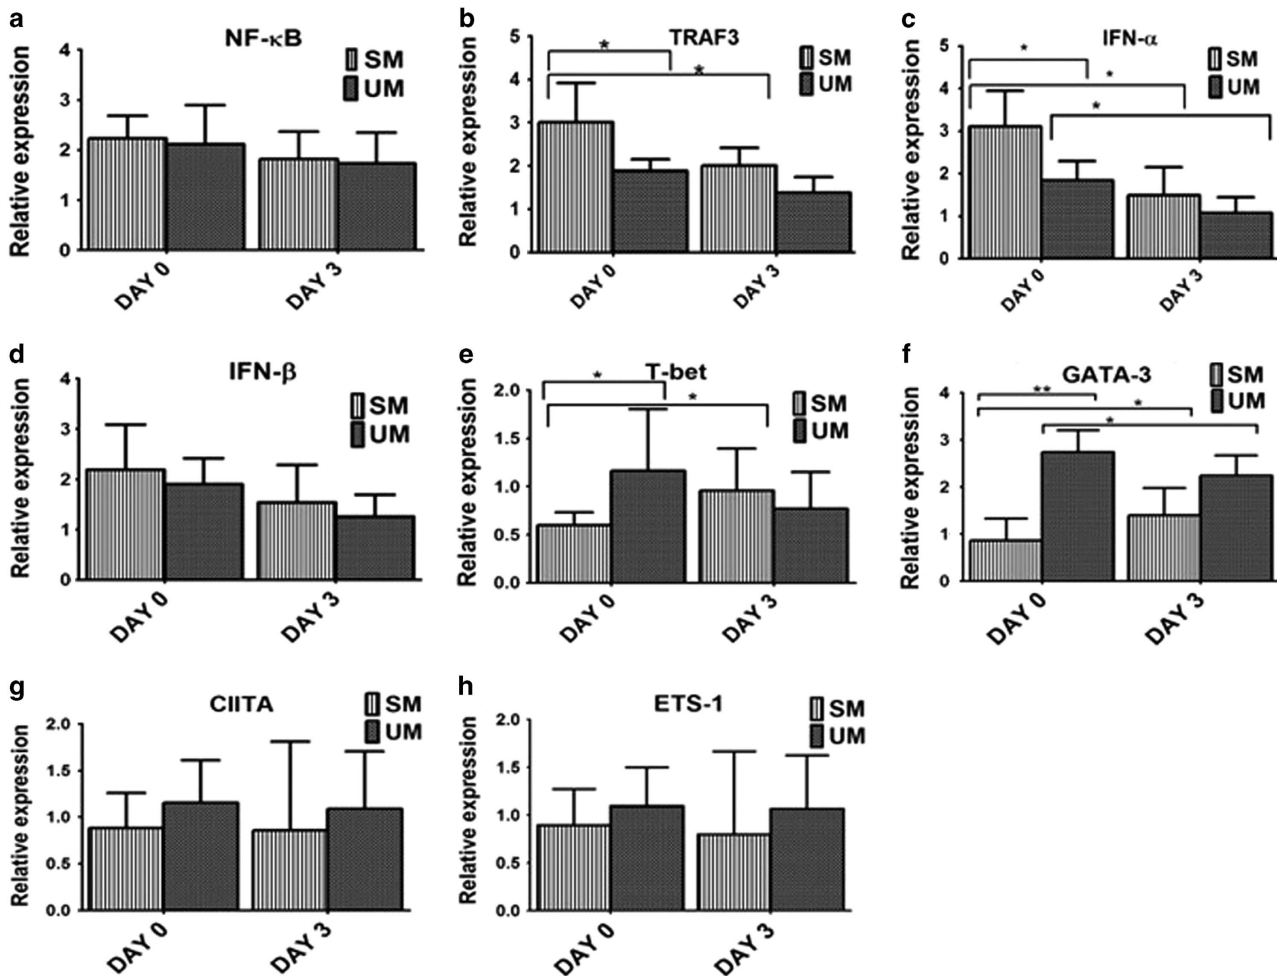 a
NF-κB
SM
UM
Relative expression
4
3
2
1
0
DAY 0
DAY 3
b
TRAF3
SM
UM
Relative expression
5
4
3
2
1
0
*
*
DAY 0
DAY 3
c
IFN-α
SM
UM
Relative expression
5
4
3
2
1
0
*
*
*
DAY 0
DAY 3
d
IFN-β
SM
UM
Relative expression
4
3
2
1
0
DAY 0
DAY 3
e
T-bet
SM
UM
Relative expression
2.0
1.5
1.0
0.5
0.0
*
*
DAY 0
DAY 3
f
GATA-3
SM
UM
Relative expression
4
3
2
1
0
**
*
*
DAY 0
DAY 3
g
CIITA
SM
UM
Relative expression
2.0
1.5
1.0
0.5
0.0
DAY 0
DAY 3
h
ETS-1
SM
UM
Relative expression
2.0
1.5
1.0
0.5
0.0
DAY 0
DAY 3